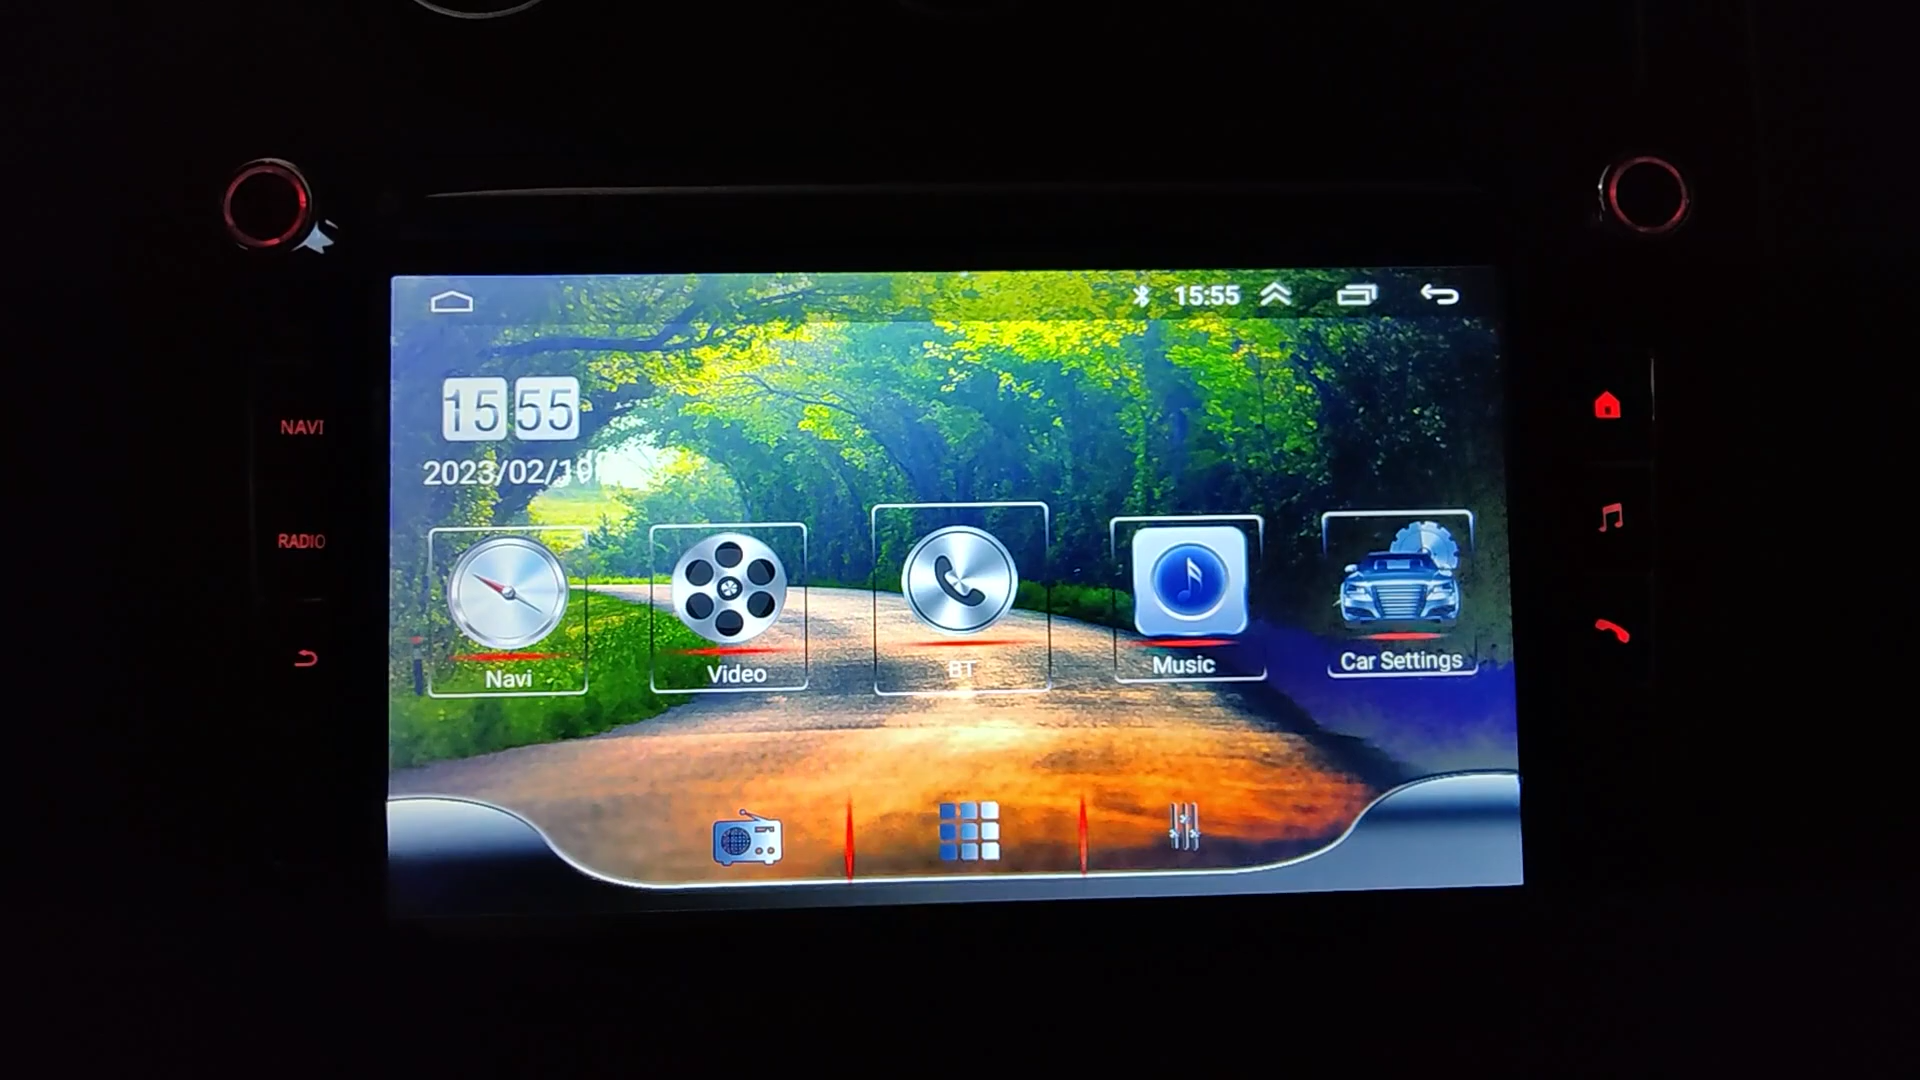 15:55
15 55
2023/02/10
NAVI
RADIO
Navi
Video
BT
Music
Car Settings